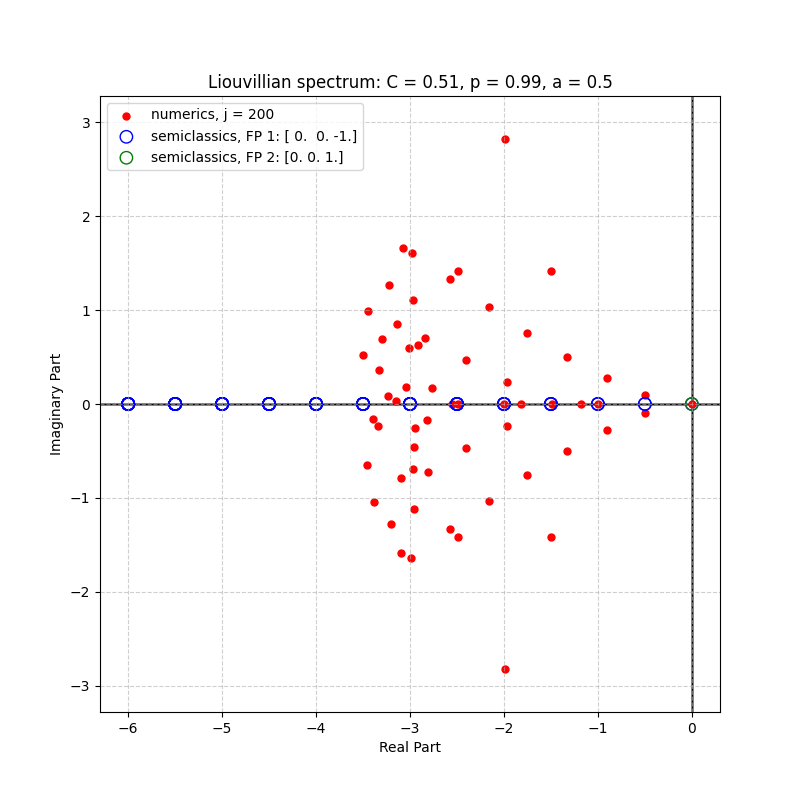 Liouvillian spectrum: C = 0.51, p = 0.99, a = 0.5
numerics, j = 200
semiclassics, FP 1: [ 0.  0. -1.]
semiclassics, FP 2: [0. 0. 1.]
3
2
1
0
−1
−2
−3
Imaginary Part
−6 −5 −4 −3 −2 −1 0
Real Part